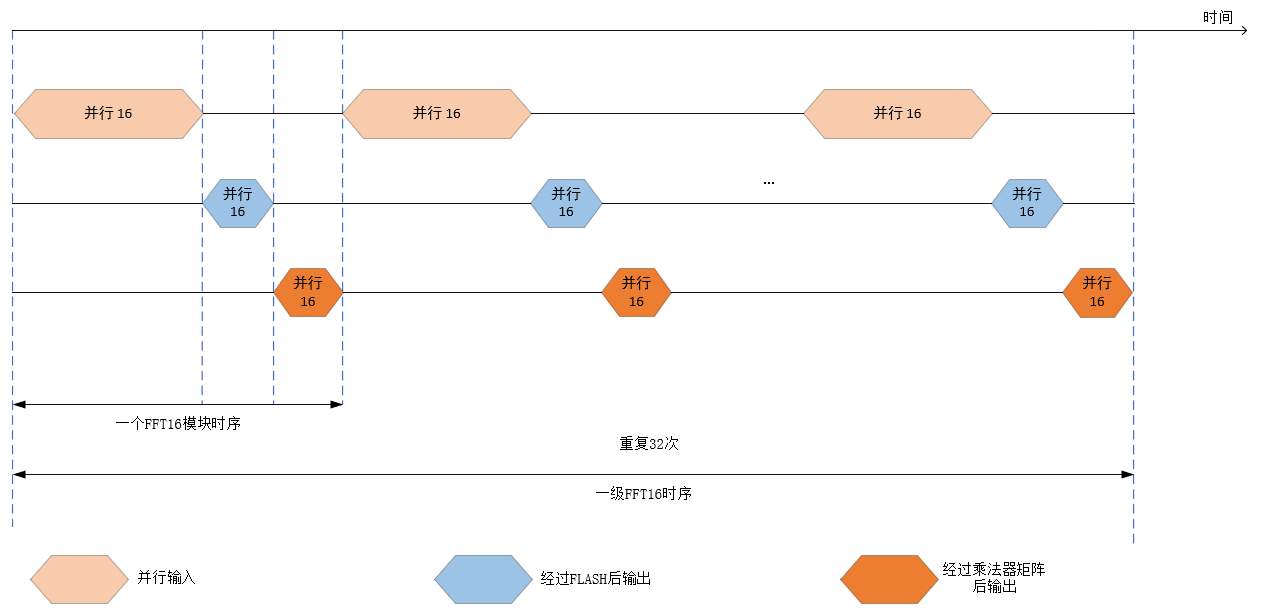 时间
并行 16
并行 16
并行 16
并行
16
并行
16
...
并行
16
并行
16
并行
16
并行
16
一个FFT16模块时序
重复32次
一级FFT16时序
并行输入
经过FLASH后输出
经过乘法器矩阵
后输出